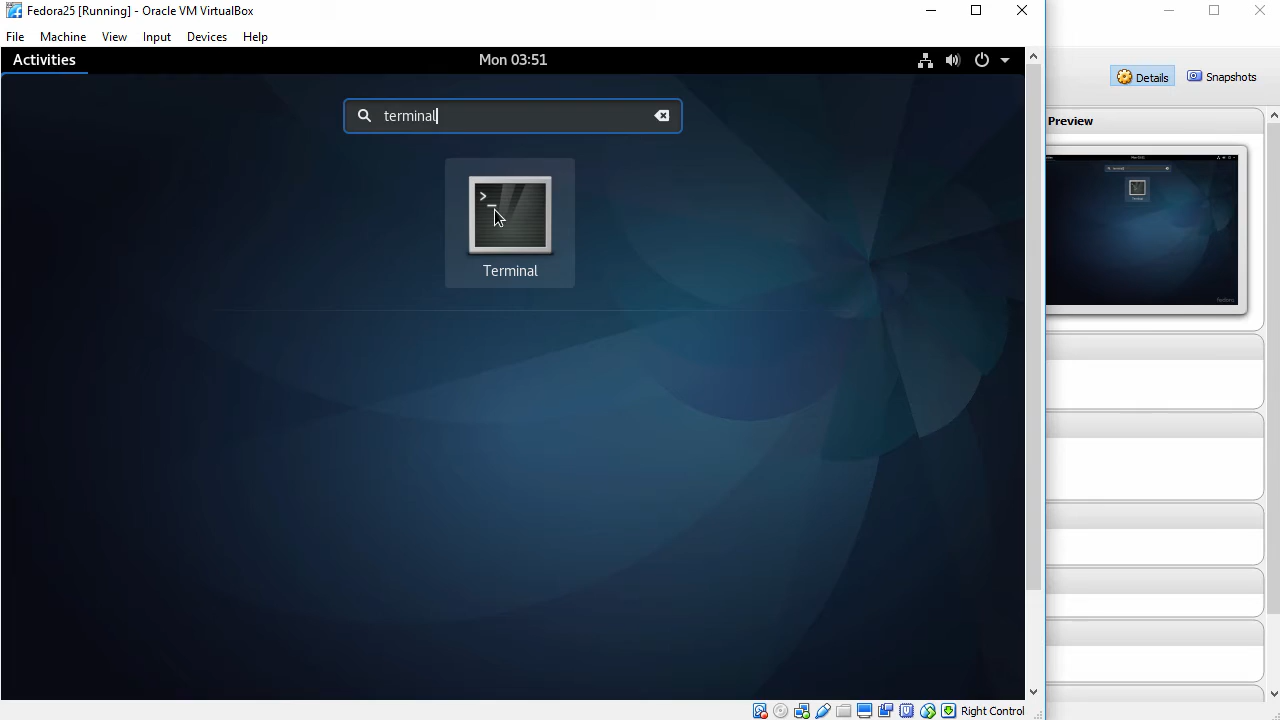 Fedora25 [Running] - Oracle VM VirtualBox
File Machine View Input Devices Help
Activities
Mon 03:51
terminal
>_
Terminal
Details
Snapshots
Preview
Right Control